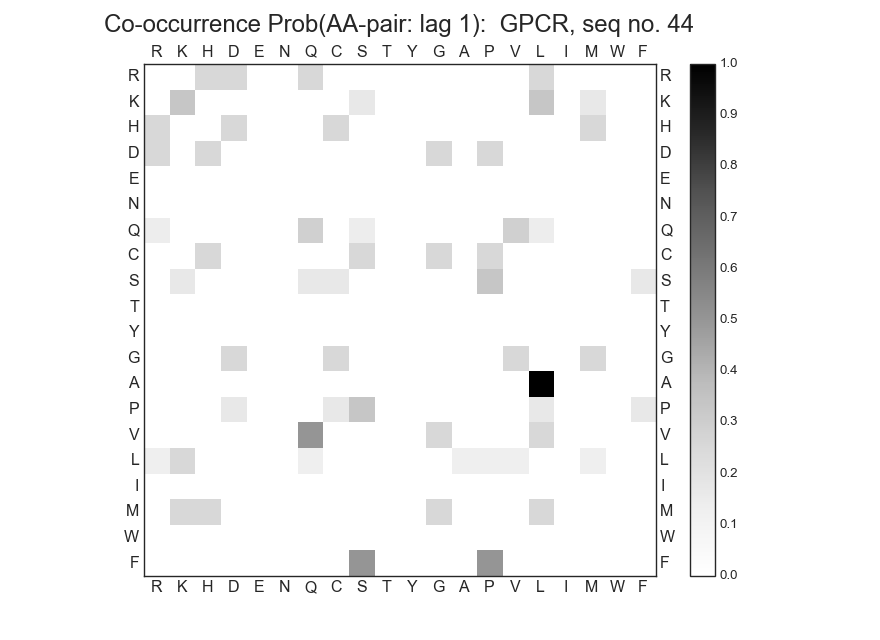 Co-occurrence Prob(AA-pair: lag 1):  GPCR, seq no. 44
R K H D E N Q C S T Y G A P V L I M W F
R R 1.0
K K 0.9
H H
D D 0.8
E E
N N 0.7
Q Q
C C 0.6
S S
T T 0.5
Y Y
G G 0.4
A A
P P 0.3
V V
L L 0.2
I I
M M 0.1
W W
F F 0.0
R K H D E N Q C S T Y G A P V L I M W F